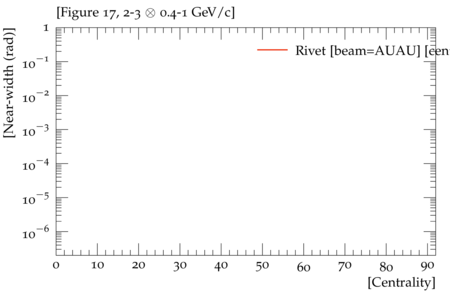 [Figure 17, 2-3 ⊗ 0.4-1 GeV/c]
[Near-width (rad)]
1
10⁻¹
10⁻²
10⁻³
10⁻⁴
10⁻⁵
10⁻⁶
Rivet [beam=AUAU] [cen
0 10 20 30 40 50 60 70 80 90
[Centrality]